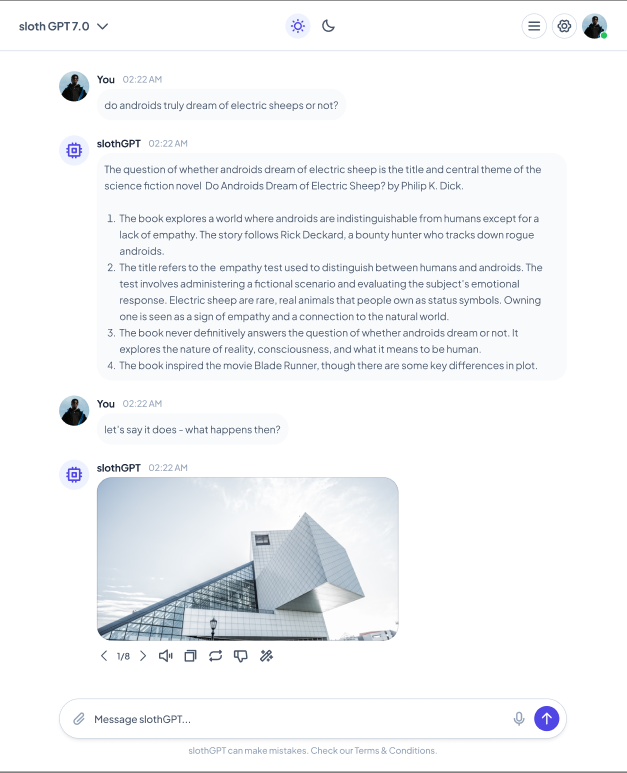 sloth GPT 7.0
You 02:22 AM
do androids truly dream of electric sheeps or not?
slothGPT 02:22 AM
The question of whether androids dream of electric sheep is the title and central theme of the
science fiction novel Do Androids Dream of Electric Sheep? by Philip K. Dick.
1. The book explores a world where androids are indistinguishable from humans except for a
lack of empathy. The story follows Rick Deckard, a bounty hunter who tracks down rogue
androids.
2. The title refers to the empathy test used to distinguish between humans and androids. The
test involves administering a fictional scenario and evaluating the subject's emotional
response. Electric sheep are rare, real animals that people own as status symbols. Owning
one is seen as a sign of empathy and a connection to the natural world.
3. The book never definitively answers the question of whether androids dream or not. It
explores the nature of reality, consciousness, and what it means to be human.
4. The book inspired the movie Blade Runner, though there are some key differences in plot.
You 02:22 AM
let's say it does - what happens then?
slothGPT 02:22 AM
1/8
Message slothGPT...
slothGPT can make mistakes. Check our Terms & Conditions.